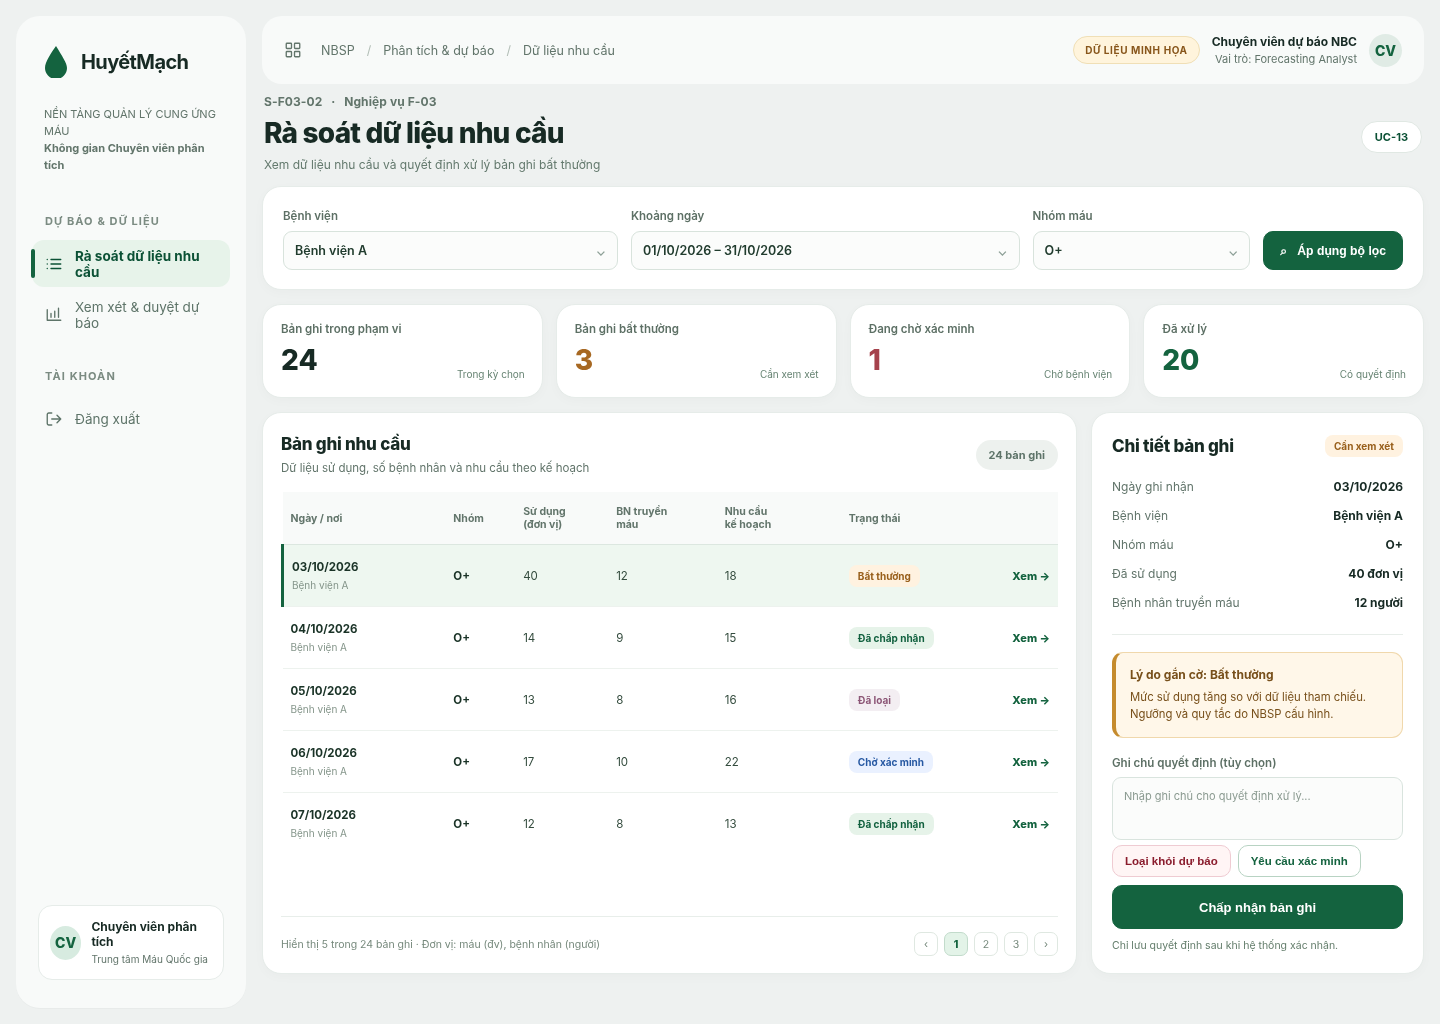 HuyếtMạch
NỀN TẢNG QUẢN LÝ CUNG ỨNG
MÁU
Không gian Chuyên viên phân
tích
DỰ BÁO & DỮ LIỆU
Rà soát dữ liệu nhu
cầu
Xem xét & duyệt dự
báo
TÀI KHOẢN
Đăng xuất
CV
Chuyên viên phân
tích
Trung tâm Máu Quốc gia
NBSP / Phân tích & dự báo / Dữ liệu nhu cầu
DỮ LIỆU MINH HỌA
Chuyên viên dự báo NBC
Vai trò: Forecasting Analyst
CV
S-F03-02 · Nghiệp vụ F-03
Rà soát dữ liệu nhu cầu
Xem dữ liệu nhu cầu và quyết định xử lý bản ghi bất thường
UC-13
Bệnh viện
Bệnh viện A
Khoảng ngày
01/10/2026 – 31/10/2026
Nhóm máu
O+
Áp dụng bộ lọc
Bản ghi trong phạm vi
24
Trong kỳ chọn
Bản ghi bất thường
3
Cần xem xét
Đang chờ xác minh
1
Chờ bệnh viện
Đã xử lý
20
Có quyết định
Bản ghi nhu cầu
Dữ liệu sử dụng, số bệnh nhân và nhu cầu theo kế hoạch
24 bản ghi
Ngày / nơi Nhóm Sử dụng (đơn vị) BN truyền máu Nhu cầu kế hoạch Trạng thái
03/10/2026 O+ 40 12 18 Bất thường Xem →
Bệnh viện A
04/10/2026 O+ 14 9 15 Đã chấp nhận Xem →
Bệnh viện A
05/10/2026 O+ 13 8 16 Đã loại Xem →
Bệnh viện A
06/10/2026 O+ 17 10 22 Chờ xác minh Xem →
Bệnh viện A
07/10/2026 O+ 12 8 13 Đã chấp nhận Xem →
Bệnh viện A
Hiển thị 5 trong 24 bản ghi · Đơn vị: máu (đv), bệnh nhân (người)
‹ 1 2 3 ›
Chi tiết bản ghi
Cần xem xét
Ngày ghi nhận 03/10/2026
Bệnh viện Bệnh viện A
Nhóm máu O+
Đã sử dụng 40 đơn vị
Bệnh nhân truyền máu 12 người
Lý do gắn cờ: Bất thường
Mức sử dụng tăng so với dữ liệu tham chiếu.
Ngưỡng và quy tắc do NBSP cấu hình.
Ghi chú quyết định (tùy chọn)
Nhập ghi chú cho quyết định xử lý...
Loại khỏi dự báo
Yêu cầu xác minh
Chấp nhận bản ghi
Chỉ lưu quyết định sau khi hệ thống xác nhận.